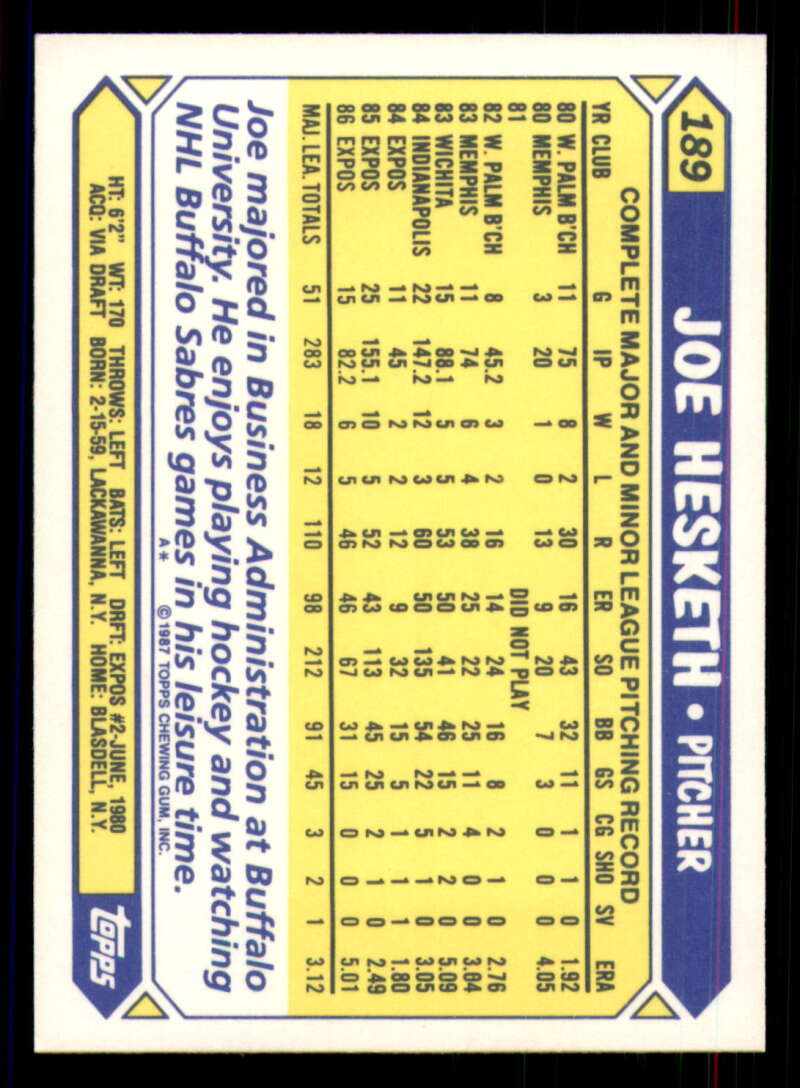 189
JOE HESKETH • PITCHER
COMPLETE MAJOR AND MINOR LEAGUE PITCHING RECORD
YR CLUB G IP W L R ER SO BB GS CG SHO SV ERA
80 W. PALM B'CH 11 75 8 2 30 16 43 32 11 1 1 0 1.92
80 MEMPHIS 3 20 1 0 13 9 20 7 3 0 0 0 4.05
81 DID NOT PLAY
82 W. PALM B'CH 8 45.2 3 2 16 14 24 16 8 2 1 0 2.76
83 MEMPHIS 11 74 6 4 38 25 22 25 11 4 0 0 3.04
83 WICHITA 15 88.1 5 5 53 50 41 46 15 2 0 2 5.09
84 INDIANAPOLIS 22 147.2 12 3 60 50 135 54 22 5 1 0 3.05
84 EXPOS 11 45 2 2 12 9 32 15 5 1 1 1 1.80
85 EXPOS 25 155.1 10 5 52 43 113 45 25 2 1 0 2.49
86 EXPOS 15 82.2 6 5 46 46 67 31 15 0 0 0 5.01
MAJ. LEA. TOTALS 51 283 18 12 110 98 212 91 45 3 2 1 3.12
Joe majored in Business Administration at Buffalo
University. He enjoys playing hockey and watching
NHL Buffalo Sabres games in his leisure time.
A* ©1987 TOPPS CHEWING GUM, INC.
HT: 6'2" WT: 170 THROWS: LEFT BATS: LEFT DRFT: EXPOS #2-JUNE, 1980
ACQ: VIA DRAFT BORN: 2-15-59, LACKAWANNA, N.Y. HOME: BLASDELL, N.Y.
topps